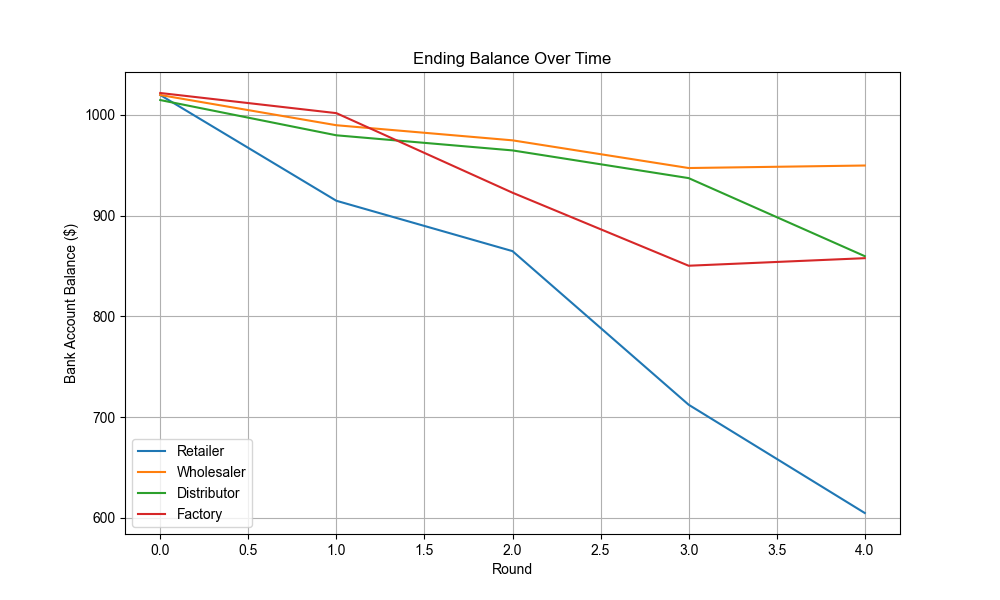 Ending Balance Over Time
Bank Account Balance ($)
1000
900
800
700
600
Retailer
Wholesaler
Distributor
Factory
0.0 0.5 1.0 1.5 2.0 2.5 3.0 3.5 4.0
Round